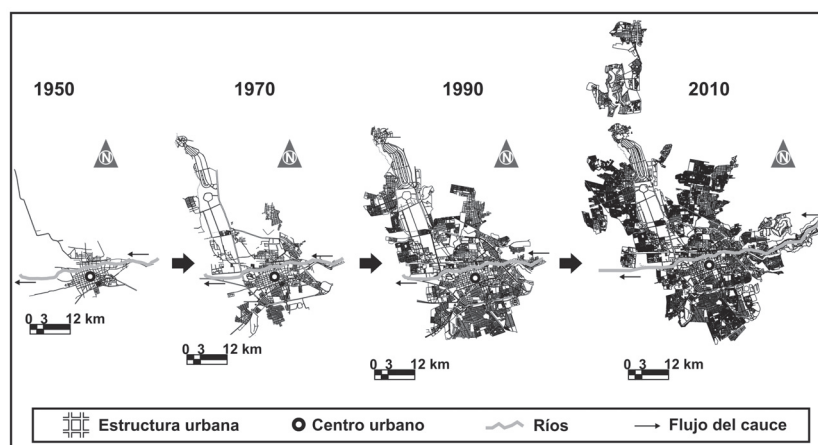 1950
1970
1990
2010
N
N
N
N
0 3 12 km
0 3 12 km
0 3 12 km
0 3 12 km
Estructura urbana
Centro urbano
Ríos
Flujo del cauce